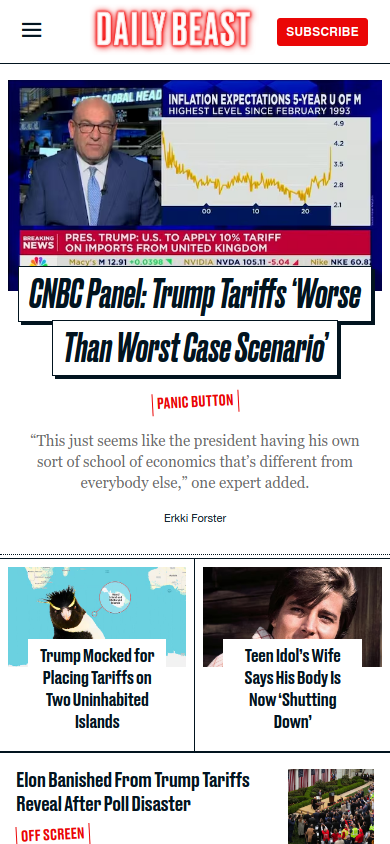 DAILY BEAST
SUBSCRIBE
GLOBAL HEAD
INFLATION EXPECTATIONS 5-YEAR U OF M
HIGHEST LEVEL SINCE FEBRUARY 1993
4.9
4.2
3.5
2.8
2.1
00
10
20
BREAKING NEWS
PRES. TRUMP: U.S. TO APPLY 10% TARIFF
ON IMPORTS FROM UNITED KINGDOM
Macy's M 12.91 +0.0398 NVIDIA NVDA 105.11 -5.04 Nike NKE 60.8
CNBC Panel: Trump Tariffs ‘Worse
Than Worst Case Scenario’
PANIC BUTTON
“This just seems like the president having his own
sort of school of economics that’s different from
everybody else,” one expert added.
Erkki Forster
Trump Mocked for
Placing Tariffs on
Two Uninhabited
Islands
Teen Idol’s Wife
Says His Body Is
Now ‘Shutting
Down’
Elon Banished From Trump Tariffs
Reveal After Poll Disaster
OFF SCREEN